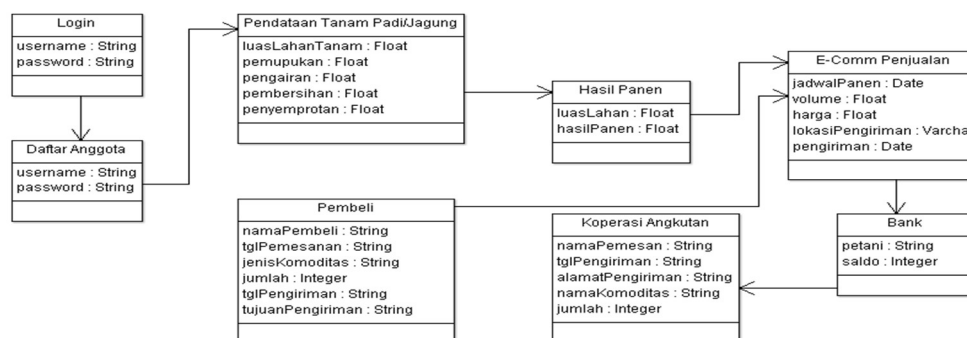 Login
username : String
password : String
Daftar Anggota
username : String
password : String
Pendataan Tanam Padi/Jagung
luasLahanTanam : Float
pemupukan : Float
pengairan : Float
pembersihan : Float
penyemprotan : Float
Hasil Panen
luasLahan : Float
hasilPanen : Float
E-Comm Penjualan
jadwalPanen : Date
volume : Float
harga : Float
lokasiPengiriman : Varcha
pengiriman : Date
Pembeli
namaPembeli : String
tglPemesanan : String
jenisKomoditas : String
jumlah : Integer
tglPengiriman : String
tujuanPengiriman : String
Koperasi Angkutan
namaPemesan : String
tglPengiriman : String
alamatPengiriman : String
namaKomoditas : String
jumlah : Integer
Bank
petani : String
saldo : Integer